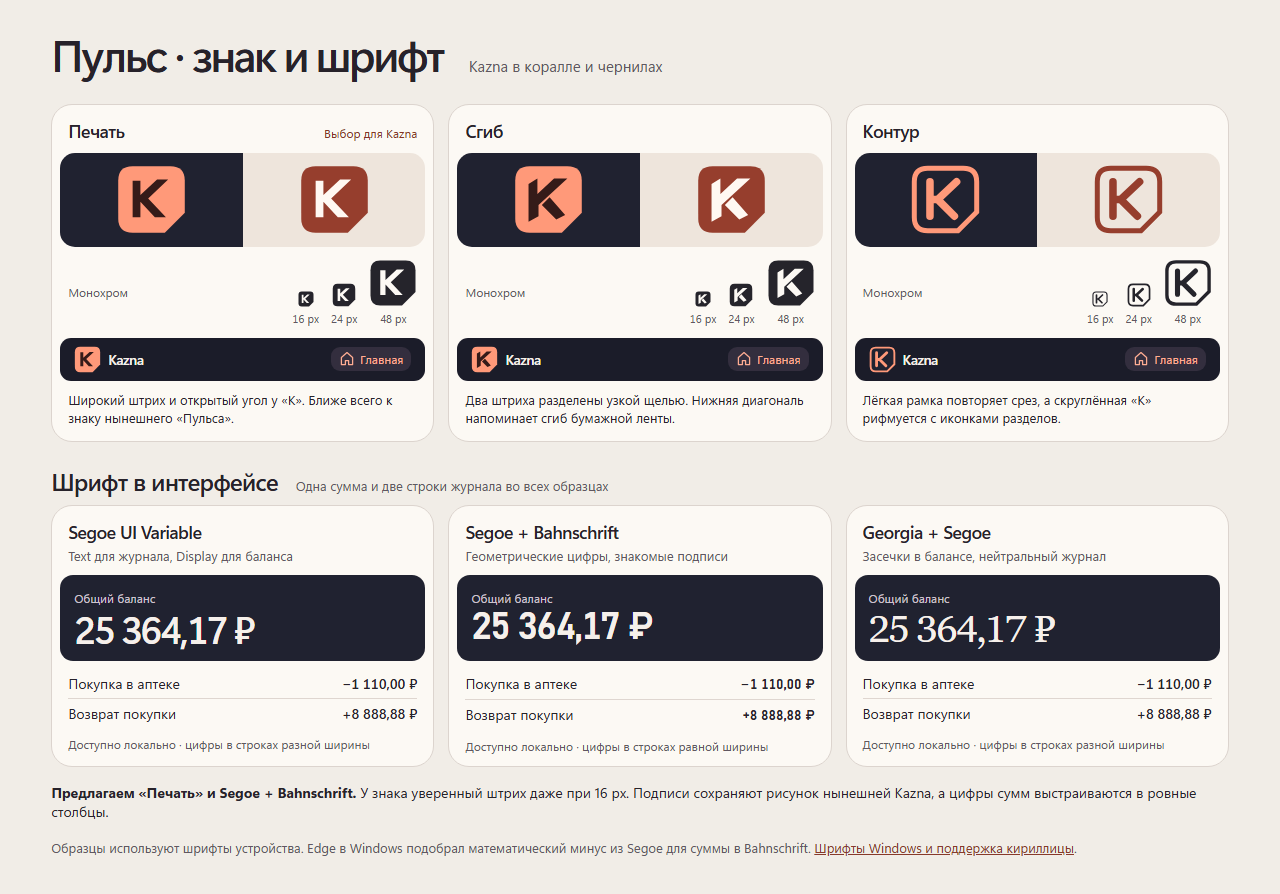 Пульс · знак и шрифт
Kazna в коралле и чернилах
Печать
Выбор для Kazna
K
K
Монохром
K
K
K
16 px
24 px
48 px
K
Kazna
Главная
Широкий штрих и открытый угол у «К». Ближе всего к
знаку нынешнего «Пульса».
Сгиб
K
K
Монохром
K
K
K
16 px
24 px
48 px
K
Kazna
Главная
Два штриха разделены узкой щелью. Нижняя диагональ
напоминает сгиб бумажной ленты.
Контур
K
K
Монохром
K
K
K
16 px
24 px
48 px
K
Kazna
Главная
Лёгкая рамка повторяет срез, а скруглённая «К»
рифмуется с иконками разделов.
Шрифт в интерфейсе
Одна сумма и две строки журнала во всех образцах
Segoe UI Variable
Text для журнала, Display для баланса
Общий баланс
25 364,17 ₽
Покупка в аптеке
−1 110,00 ₽
Возврат покупки
+8 888,88 ₽
Доступно локально · цифры в строках разной ширины
Segoe + Bahnschrift
Геометрические цифры, знакомые подписи
Общий баланс
25 364,17 ₽
Покупка в аптеке
−1 110,00 ₽
Возврат покупки
+8 888,88 ₽
Доступно локально · цифры в строках равной ширины
Georgia + Segoe
Засечки в балансе, нейтральный журнал
Общий баланс
25 364,17 ₽
Покупка в аптеке
−1 110,00 ₽
Возврат покупки
+8 888,88 ₽
Доступно локально · цифры в строках разной ширины
Предлагаем «Печать» и Segoe + Bahnschrift. У знака уверенный штрих даже при 16 px. Подписи сохраняют рисунок нынешней Kazna, а цифры сумм выстраиваются в ровные
столбцы.
Образцы используют шрифты устройства. Edge в Windows подобрал математический минус из Segoe для суммы в Bahnschrift. Шрифты Windows и поддержка кириллицы.